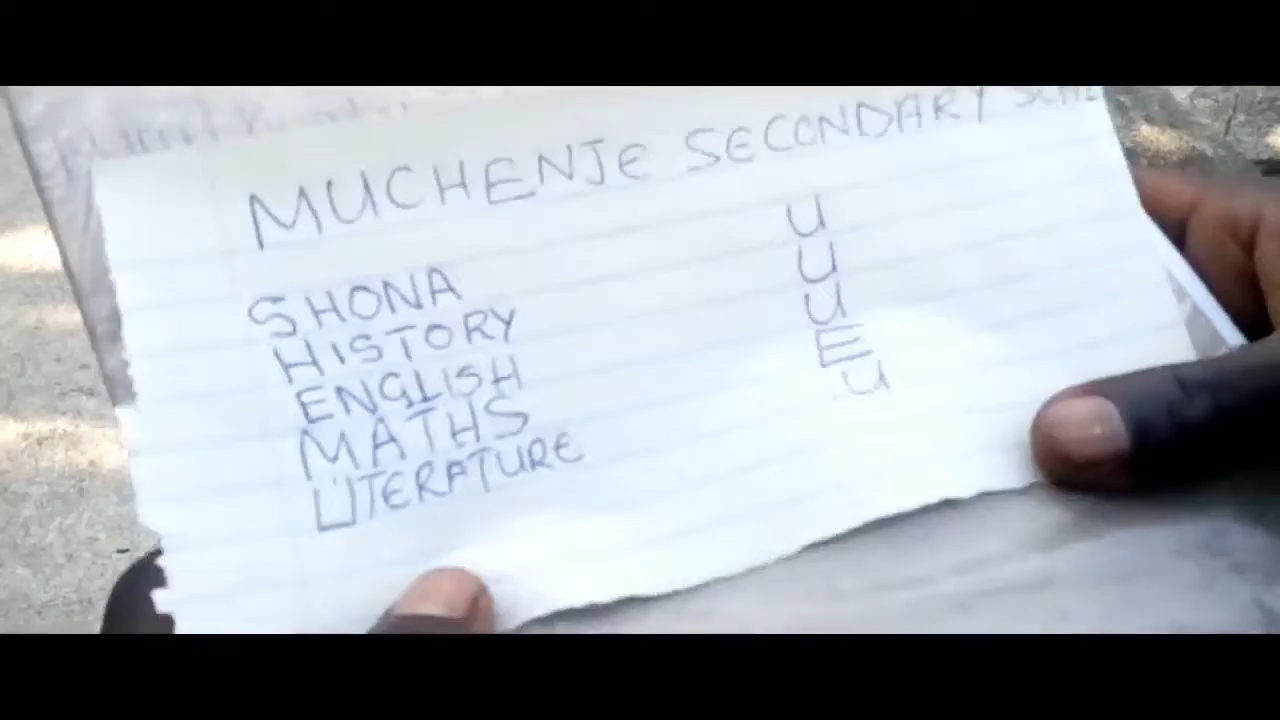 MUCHENJE SECONDARY
SHONA U
HISTORY U
ENGLISH U
MATHS E
LITERATURE U